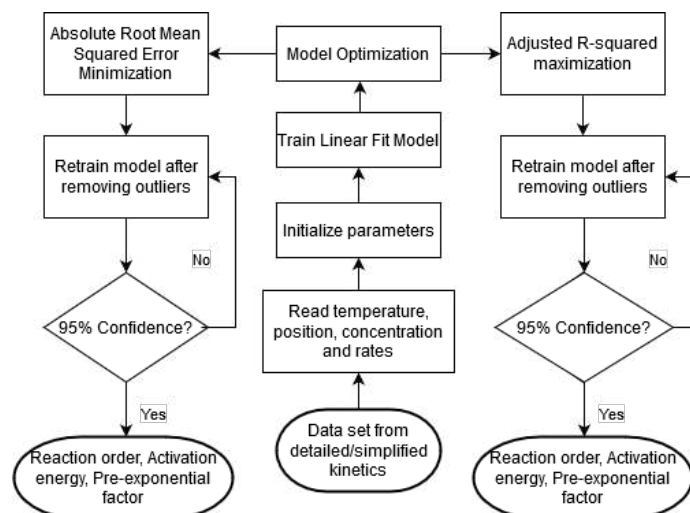 Absolute Root Mean
Squared Error
Minimization
Model Optimization
Adjusted R-squared
maximization
Train Linear Fit Model
Retrain model after
removing outliers
Retrain model after
removing outliers
Initialize parameters
No
No
Read temperature,
position, concentration
and rates
95% Confidence?
95% Confidence?
Yes
Yes
Data set from
detailed/simplified
kinetics
Reaction order, Activation
energy, Pre-exponential
factor
Reaction order, Activation
energy, Pre-exponential
factor